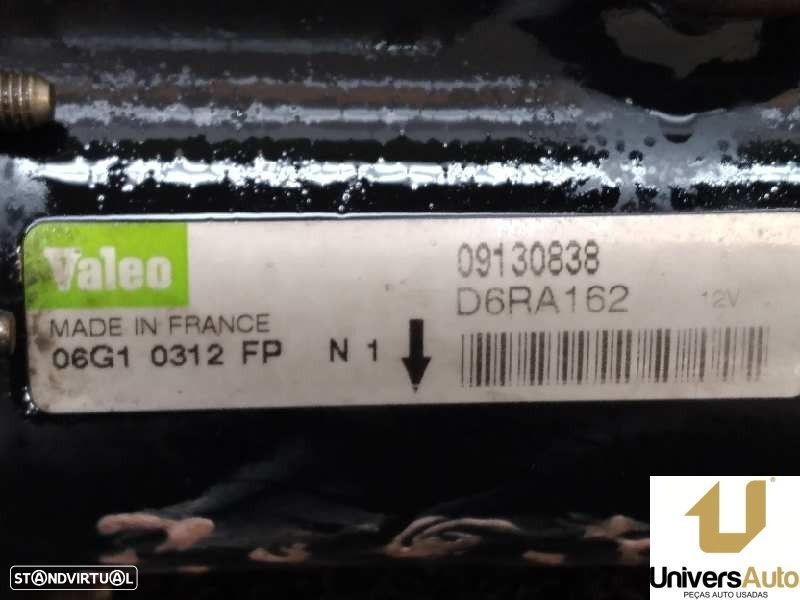 Valeo
MADE IN FRANCE
06G1 0312 FP N 1
09130838
D6RA162 12V
STANDVIRTUAL
UniversAuto
PEÇAS AUTO USADAS